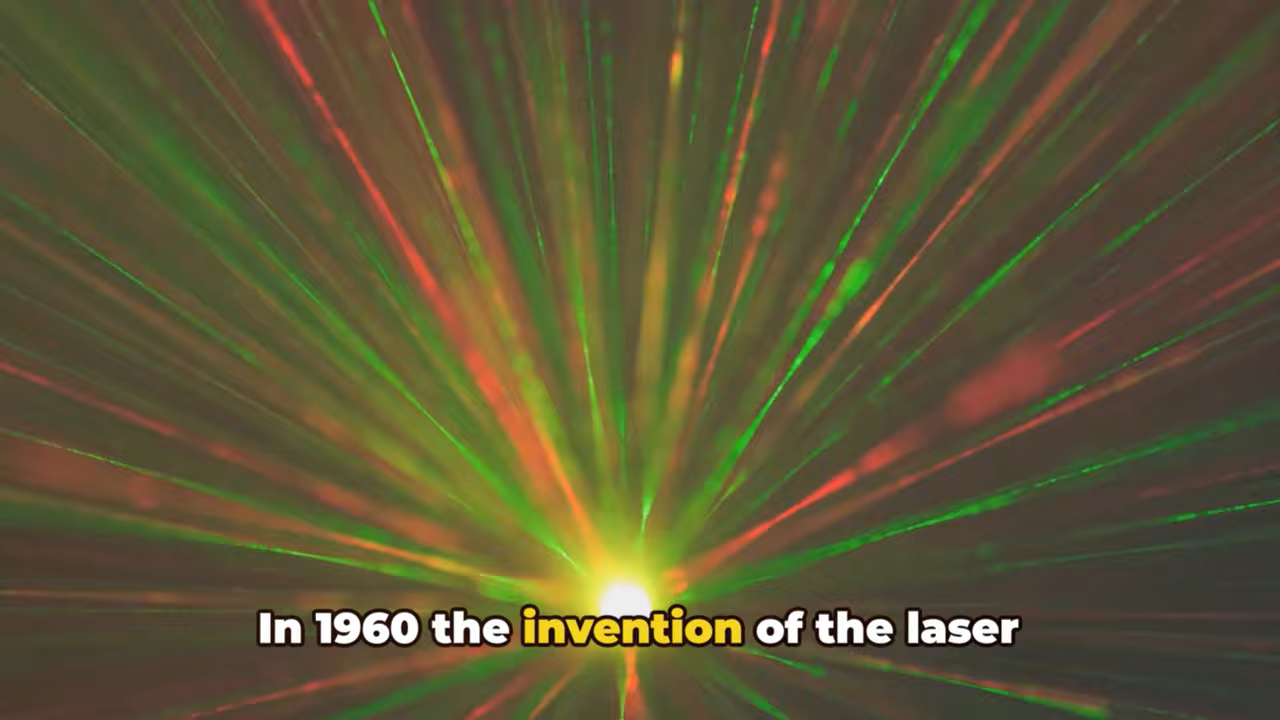 In 1960 the invention of the laser